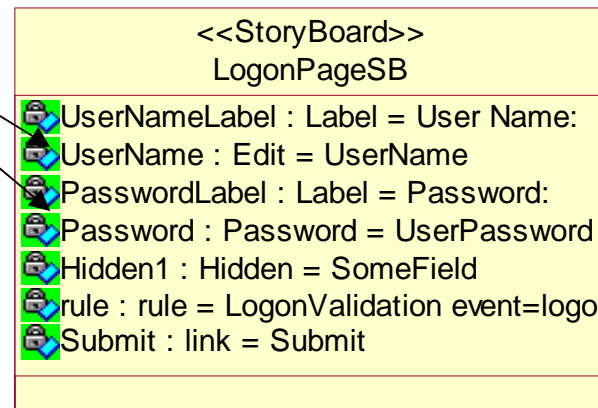 <<StoryBoard>>
LogonPageSB
UserNameLabel : Label = User Name:
UserName : Edit = UserName
PasswordLabel : Label = Password:
Password : Password = UserPassword
Hidden1 : Hidden = SomeField
rule : rule = LogonValidation event=logo
Submit : link = Submit